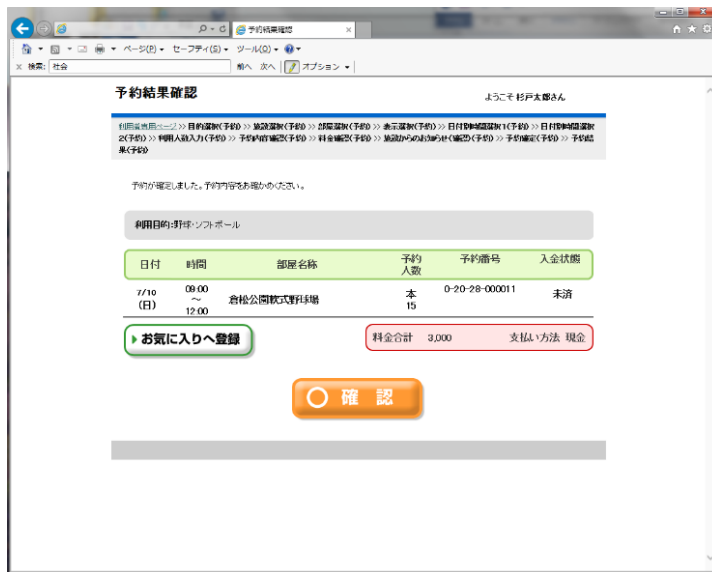 予約結果確認
ページ(P) セーフティ(S) ツール(O)
検索: 社会 前へ 次へ オプション
予約結果確認
ようこそ 杉戸太郎さん
利用者専用ページ >> 目的選択(予約) >> 施設選択(予約) >> 部屋選択(予約) >> 表示選択(予約) >> 日付別時間選択1(予約) >> 日付別時間選択
2(予約) >> 利用人数入力(予約) >> 予約内容確認(予約) >> 料金確認(予約) >> 施設からのお知らせ(確認)(予約) >> 予約確定(予約) >> 予約結
果(予約)
予約が確定しました。予約内容をお確かめください。
利用目的:野球・ソフトボール
日付 時間 部屋名称 予約人数 予約番号 入金状態
7/10(日) 09:00～12:00 倉松公園軟式野球場 本15 0-20-28-000011 未済
お気に入りへ登録
料金合計 3,000 支払い方法 現金
確認